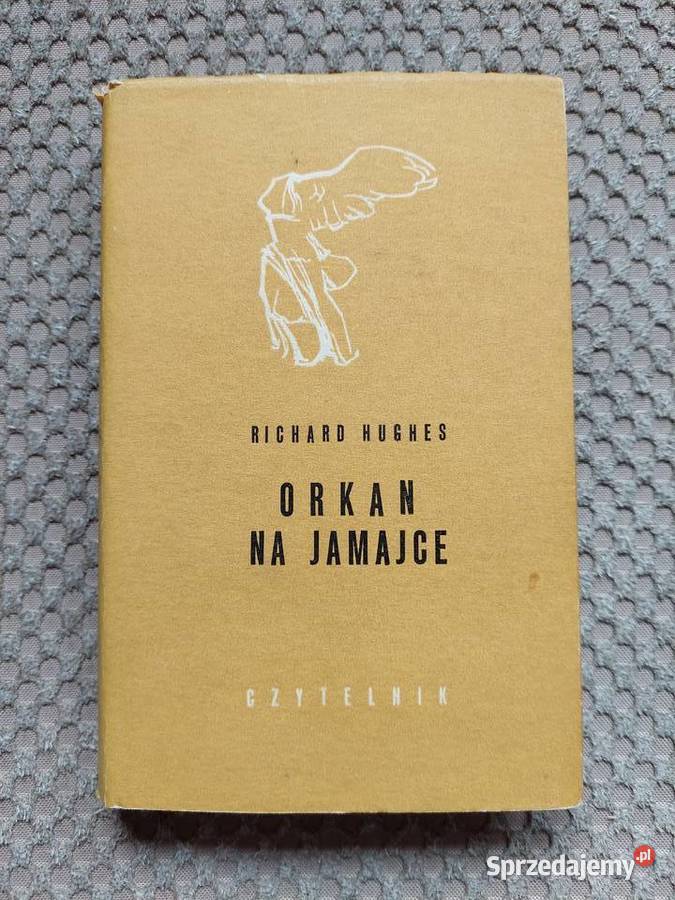 RICHARD HUGHES
ORKAN
NA JAMAJCE
CZYTELNIK
Sprzedajemy.pl